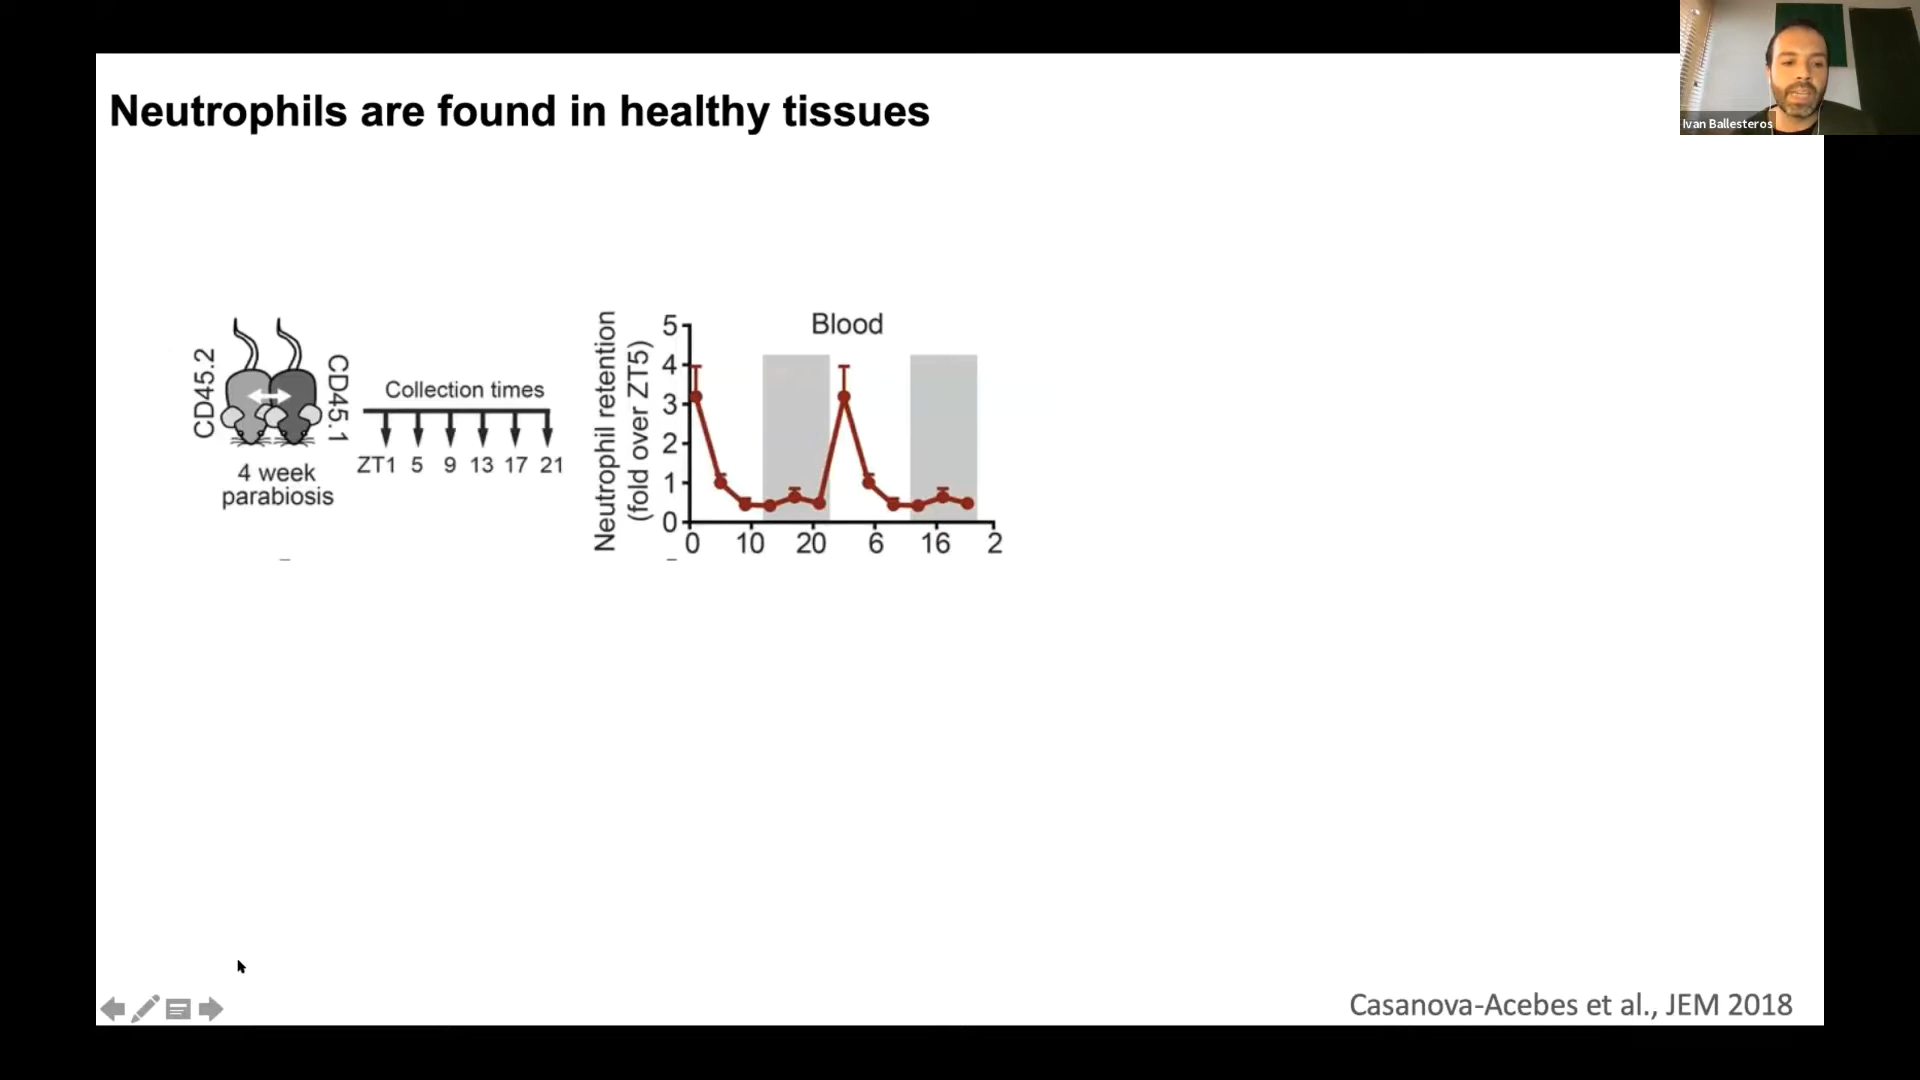 Ivan Ballesteros
Neutrophils are found in healthy tissues
CD45.2
CD45.1
4 week
parabiosis
Collection times
ZT1 5 9 13 17 21
Neutrophil retention
(fold over ZT5)
Blood
5
4
3
2
1
0
0 10 20 6 16 2
Casanova-Acebes et al., JEM 2018